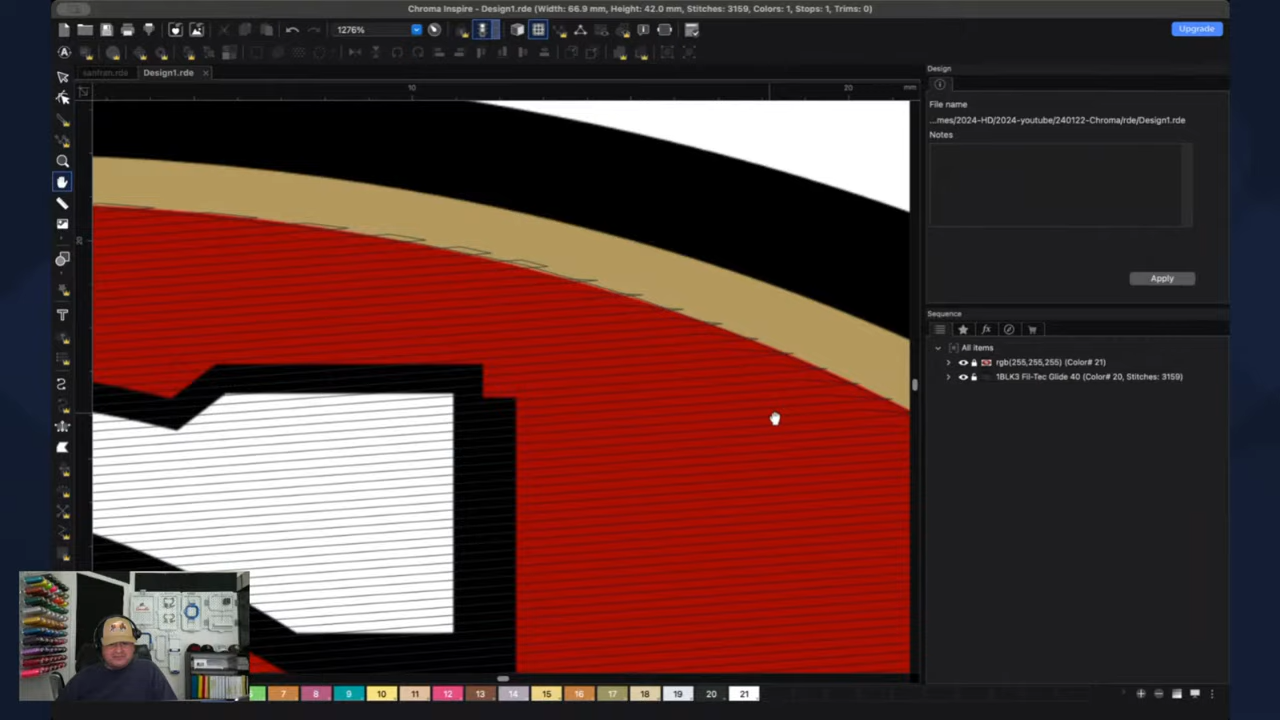 Chroma Inspire - Design1.rde (Width: 66.9 mm, Height: 42.0 mm, Stitches: 3159, Colors: 1, Stops: 1, Trims: 0)
1276%
Upgrade
sanfran.rde
Design1.rde
Design
10
20
mm
File name
...mes/2024-HD/2024-youtube/240122-Chroma/rde/Design1.rde
Notes
20
Apply
Sequence
All items
rgb(255,255,255) (Color# 21)
1BLK3 Fil-Tec Glide 40 (Color# 20, Stitches: 3159)
7 8 9 10 11 12 13 14 15 16 17 18 19 20 21